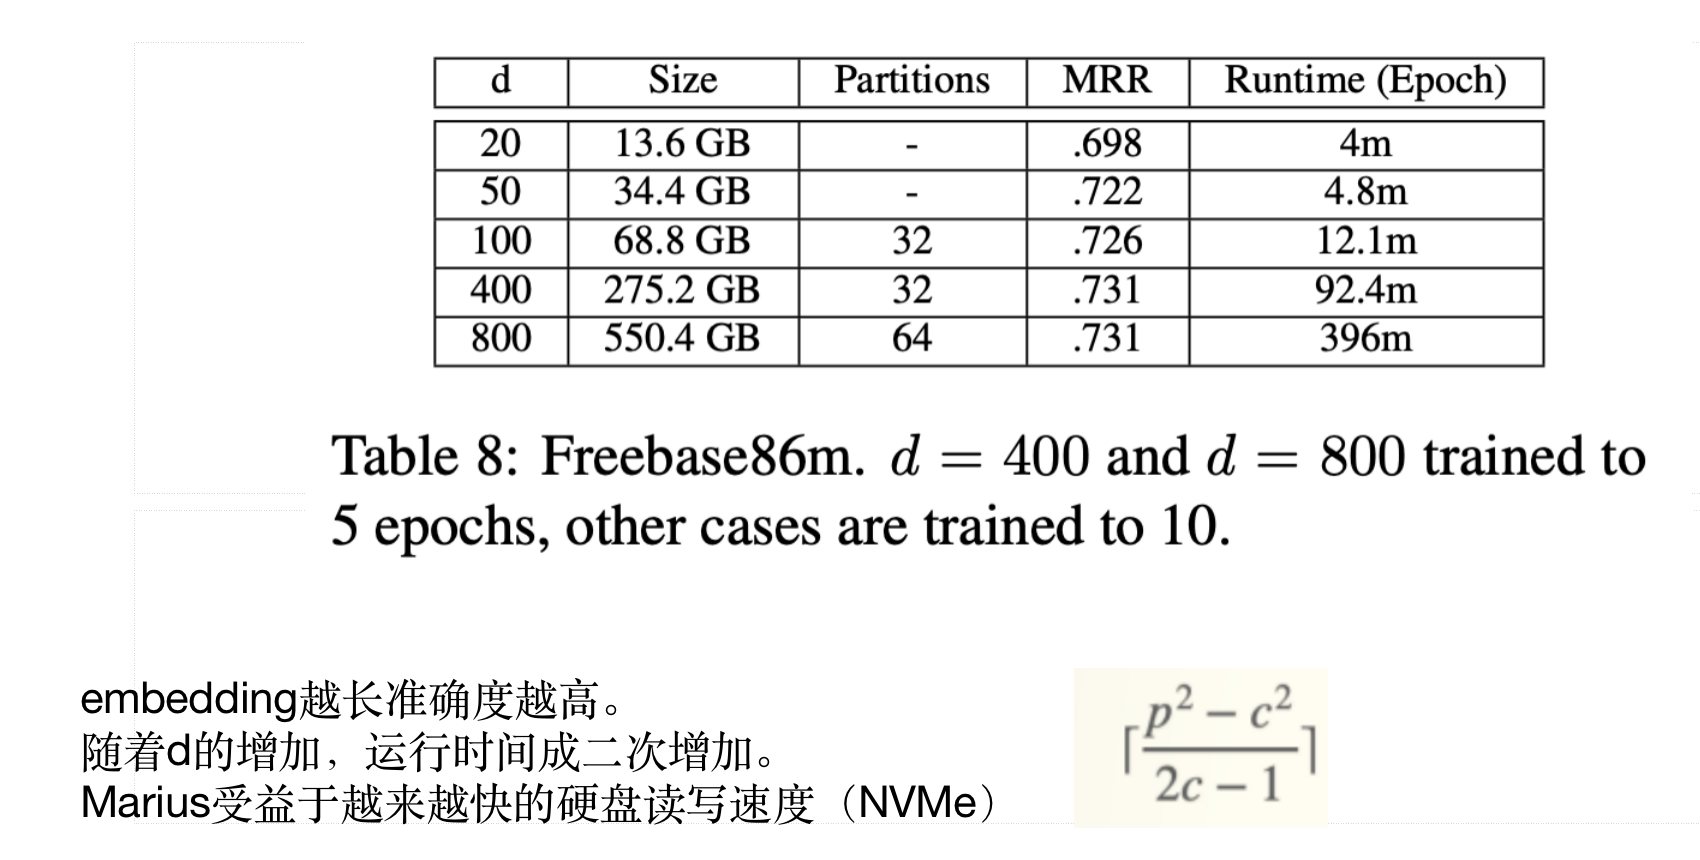 d Size Partitions MRR Runtime (Epoch)
20 13.6 GB - .698 4m
50 34.4 GB - .722 4.8m
100 68.8 GB 32 .726 12.1m
400 275.2 GB 32 .731 92.4m
800 550.4 GB 64 .731 396m
Table 8: Freebase86m. d = 400 and d = 800 trained to
5 epochs, other cases are trained to 10.
embedding越长准确度越高。
随着d的增加，运行时间成二次增加。
Marius受益于越来越快的硬盘读写速度（NVMe）
⌈(p² − c²)/(2c − 1)⌉